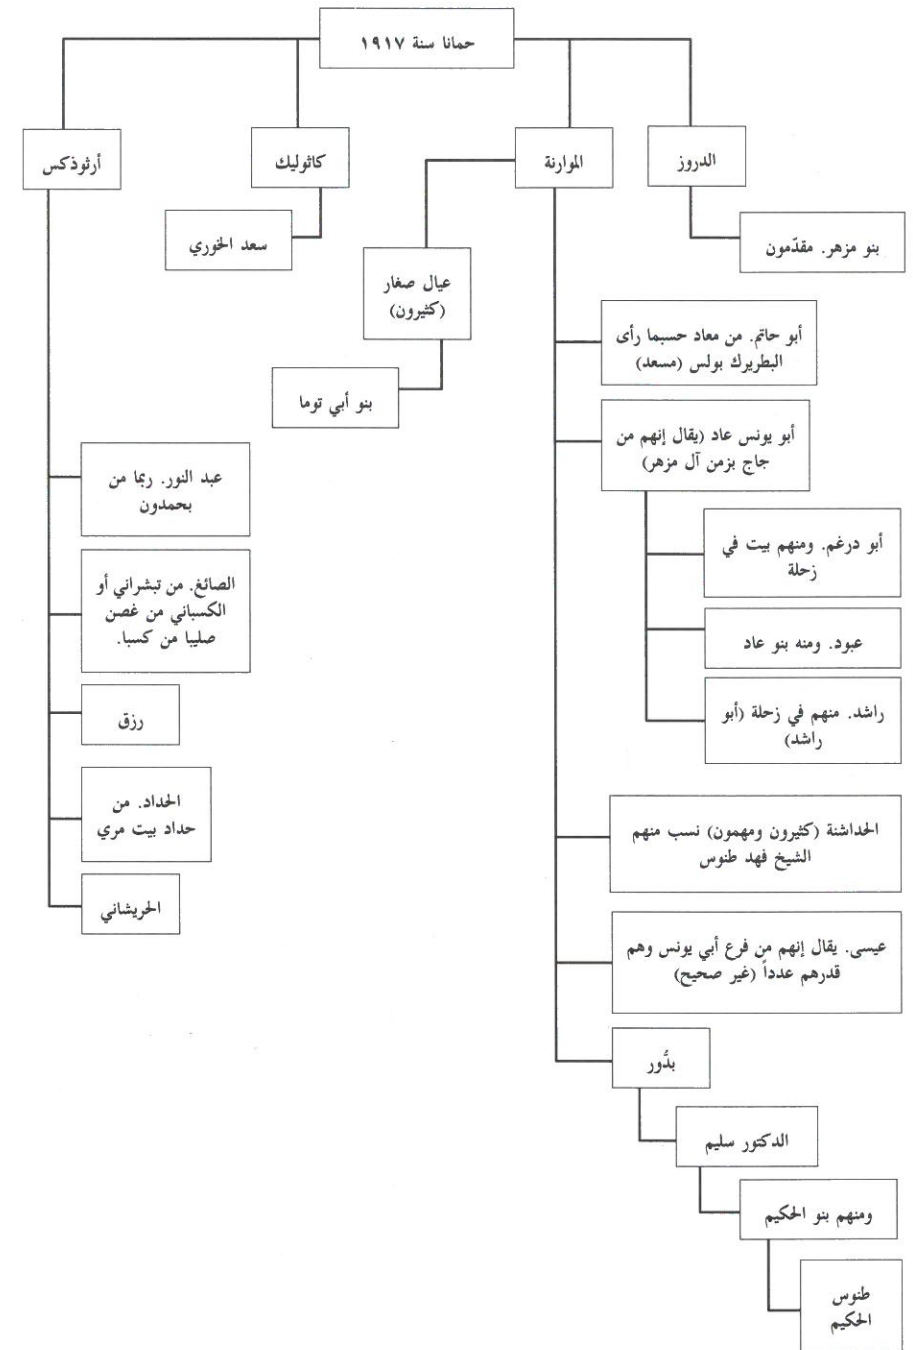 حمانا سنة ١٩١٧
الدروز
بنو مزهر. مقدّمون
الموارنة
أبو حاتم. من معاد حسبما رأى
البطريرك بولس (مسعد)
أبو يونس عاد (يقال إنهم من
جاج بزمن آل مزهر)
أبو درغم. ومنهم بيت في
زحلة
عبود. ومنه بنو عاد
راشد. منهم في زحلة (أبو
راشد)
الحداشنة (كثيرون ومهمون) نسب منهم
الشيخ فهد طنوس
عيسى. يقال إنهم من فرع أبي يونس وهم
قدرهم عدداً (غير صحيح)
بدُّور
الدكتور سليم
ومنهم بنو الحكيم
طنوس
الحكيم
عيال صغار
(كثيرون)
بنو أبي توما
كاثوليك
سعد الخوري
أرثوذكس
عبد النور. ربما من
بحمدون
الصائغ. من تبشراني أو
الكسباني من غصن
صليبا من كسبا.
رزق
الحداد. من
حداد بيت مري
الحريشاني